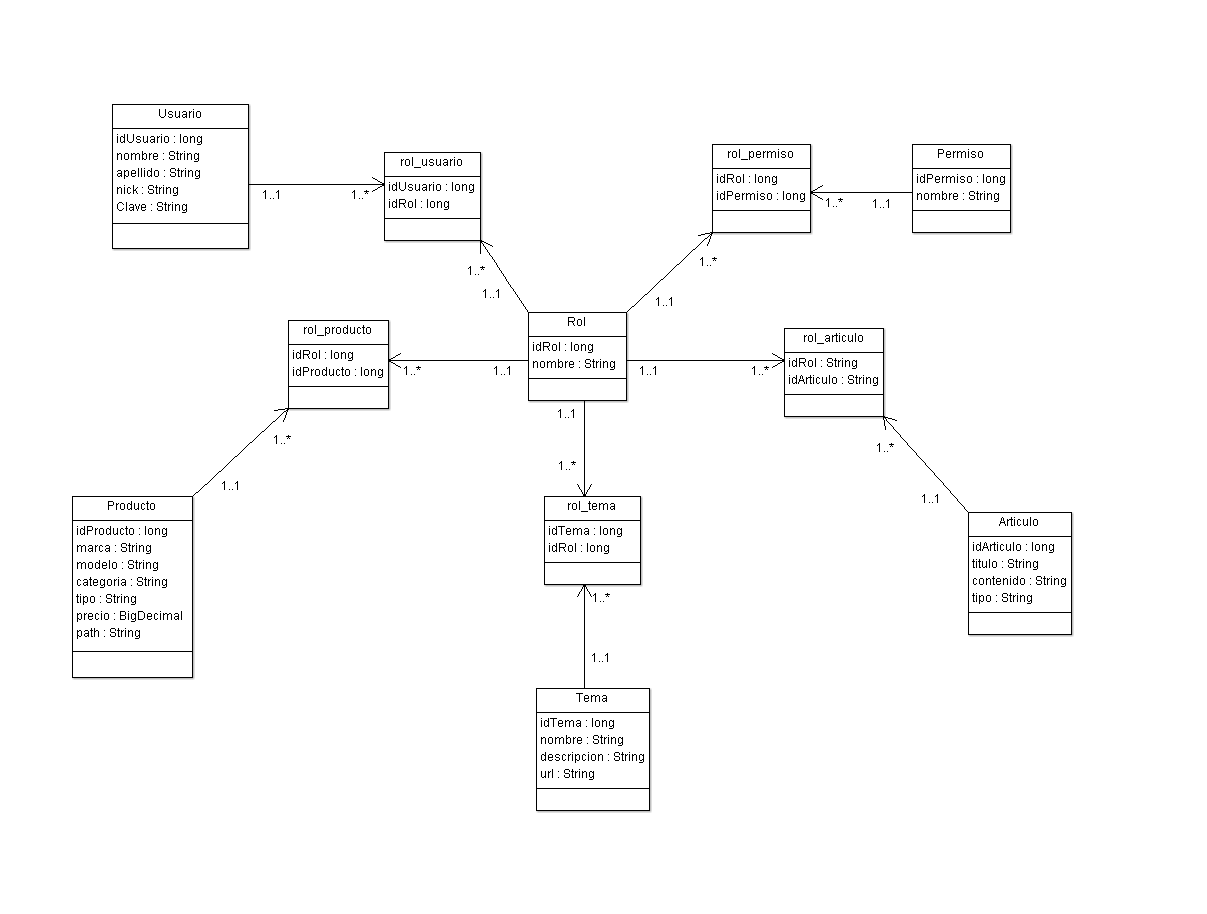 Usuario
idUsuario : long
nombre : String
apellido : String
nick : String
Clave : String
1..1
1..*
rol_usuario
idUsuario : long
idRol : long
1..*
1..1
rol_permiso
idRol : long
idPermiso : long
1..*
1..1
Permiso
idPermiso : long
nombre : String
1..*
1..1
rol_producto
idRol : long
idProducto : long
1..*
1..1
Rol
idRol : long
nombre : String
1..1
1..*
rol_articulo
idRol : String
idArticulo : String
1..*
1..1
1..1
1..*
1..*
1..1
Producto
idProducto : long
marca : String
modelo : String
categoria : String
tipo : String
precio : BigDecimal
path : String
rol_tema
idTema : long
idRol : long
1..*
1..1
Articulo
idArticulo : long
titulo : String
contenido : String
tipo : String
Tema
idTema : long
nombre : String
descripcion : String
url : String